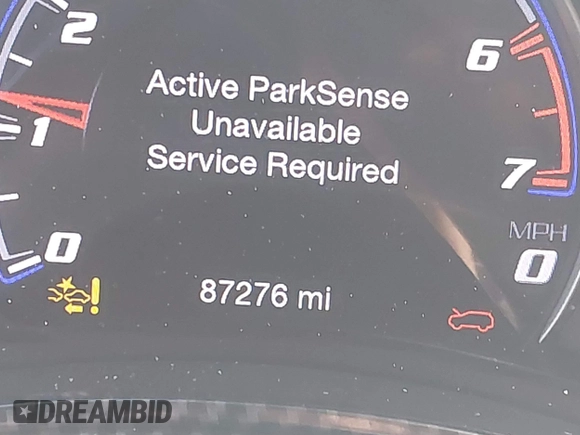 2
6
Active ParkSense
Unavailable
1
Service Required
7
MPH
0
0
87276 mi
DREAMBID